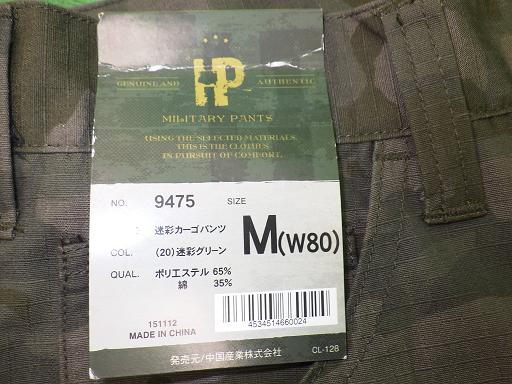 HP
GENUINE AND AUTHENTIC
MILITARY PANTS
USING THE SELECTED MATERIALS.
THIS IS THE CLOTHS
IN PURSUIT OF COMFORT.
NO. 9475 SIZE
迷彩カーゴパンツ
COL. (20)迷彩グリーン
M(W80)
QUAL. ポリエステル 65%
綿 35%
4534514660024
151112
MADE IN CHINA
発売元/中国産業株式会社 CL-128